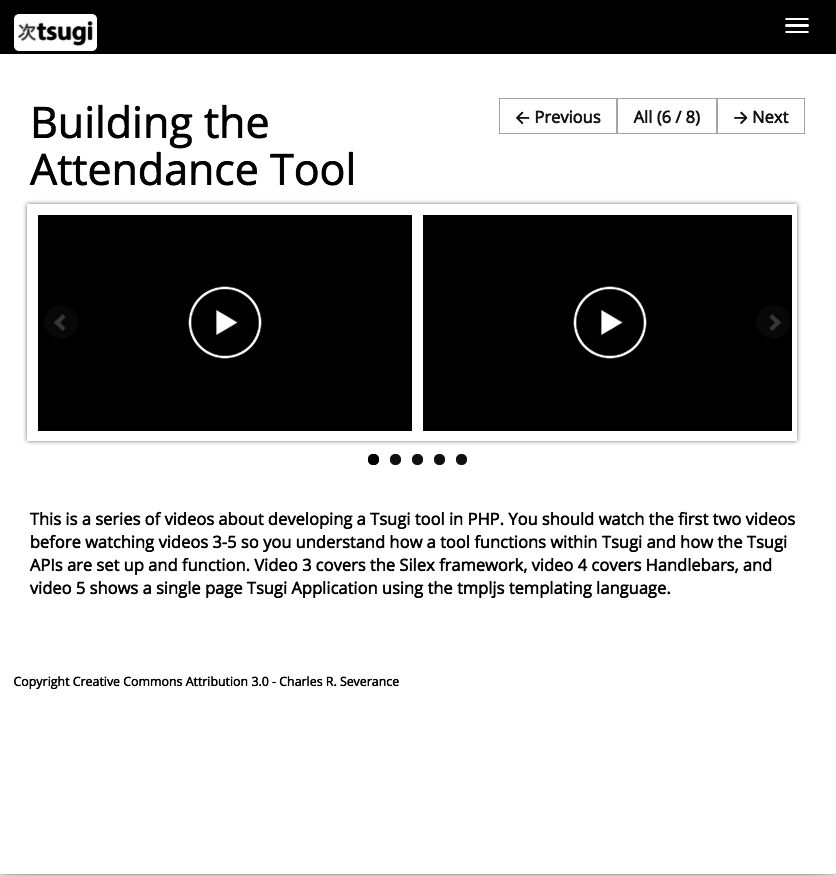 次tsugi
Building the
Attendance Tool
← Previous
All (6 / 8)
→ Next
This is a series of videos about developing a Tsugi tool in PHP. You should watch the first two videos
before watching videos 3-5 so you understand how a tool functions within Tsugi and how the Tsugi
APIs are set up and function. Video 3 covers the Silex framework, video 4 covers Handlebars, and
video 5 shows a single page Tsugi Application using the tmpljs templating language.
Copyright Creative Commons Attribution 3.0 - Charles R. Severance